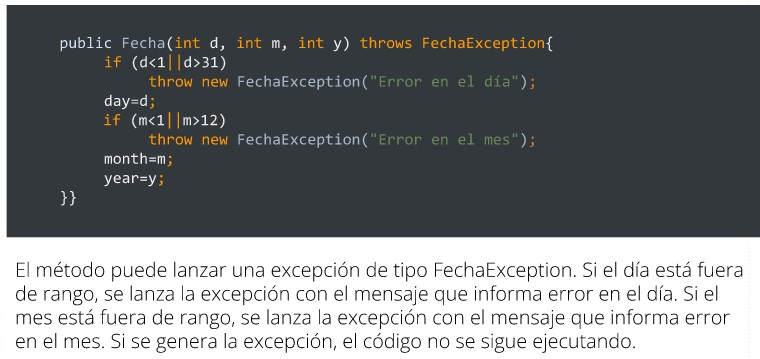 public Fecha(int d, int m, int y) throws FechaException{
if (d<1||d>31)
throw new FechaException("Error en el día");
day=d;
if (m<1||m>12)
throw new FechaException("Error en el mes");
month=m;
year=y;
}}
El método puede lanzar una excepción de tipo FechaException. Si el día está fuera
de rango, se lanza la excepción con el mensaje que informa error en el día. Si el
mes está fuera de rango, se lanza la excepción con el mensaje que informa error
en el mes. Si se genera la excepción, el código no se sigue ejecutando.